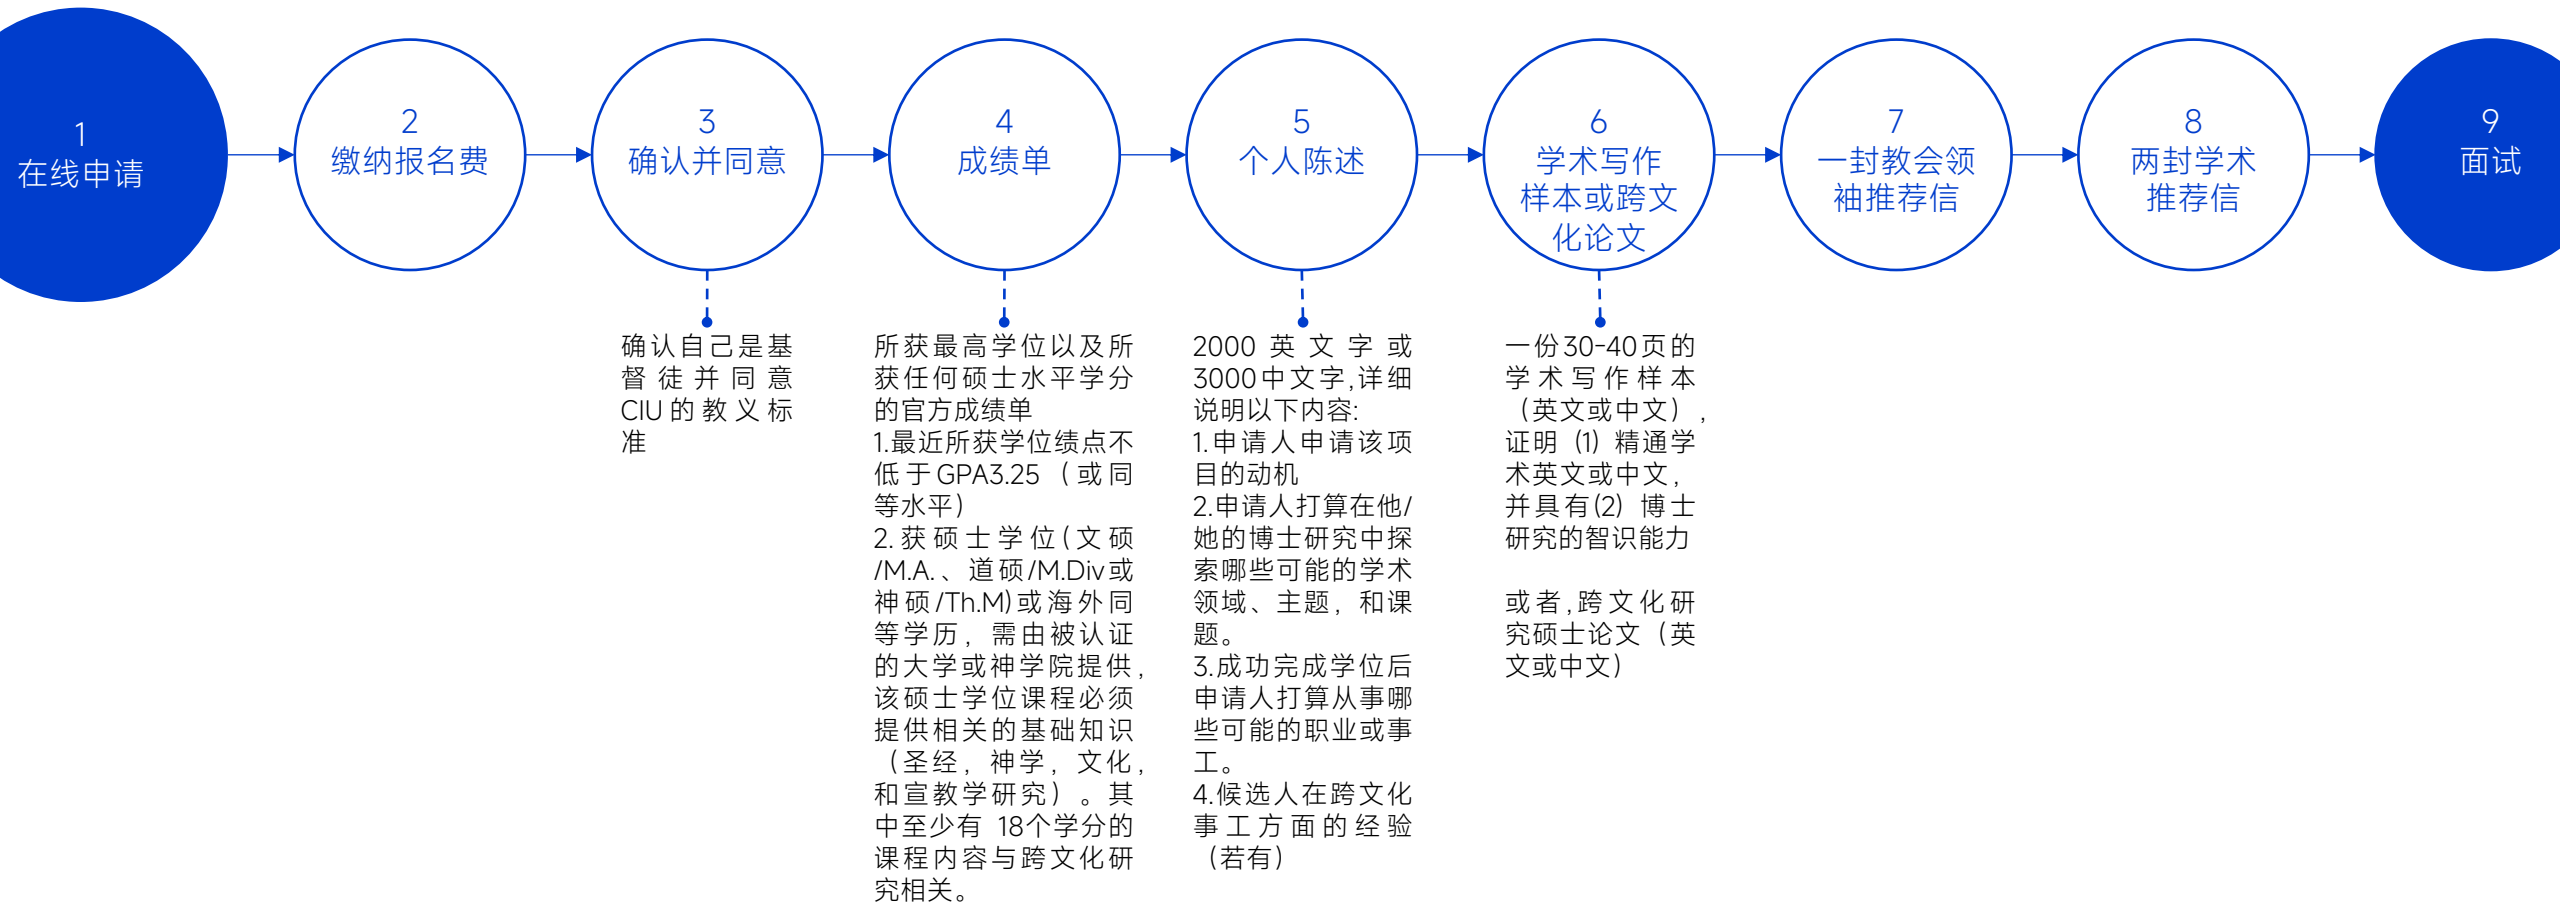 1
在线申请
2
缴纳报名费
3
确认并同意
4
成绩单
5
个人陈述
6
学术写作
样本或跨文
化论文
7
一封教会领
袖推荐信
8
两封学术
推荐信
9
面试
确认自己是基
督徒并同意
CIU的教义标
准
所获最高学位以及所
获任何硕士水平学分
的官方成绩单
1.最近所获学位绩点不
低于GPA3.25（或同
等水平）
2.获硕士学位(文硕
/M.A.、道硕/M.Div或
神硕/Th.M)或海外同
等学历，需由被认证
的大学或神学院提供，
该硕士学位课程必须
提供相关的基础知识
（圣经，神学，文化，
和宣教学研究）。其
中至少有 18个学分的
课程内容与跨文化研
究相关。
2000英文字或
3000中文字,详细
说明以下内容:
1.申请人申请该项
目的动机
2.申请人打算在他/
她的博士研究中探
索哪些可能的学术
领域、主题，和课
题。
3.成功完成学位后
申请人打算从事哪
些可能的职业或事
工。
4.候选人在跨文化
事工方面的经验
（若有）
一份30-40页的
学术写作样本
（英文或中文），
证明 (1) 精通学
术英文或中文，
并具有(2) 博士
研究的智识能力
或者,跨文化研
究硕士论文（英
文或中文）